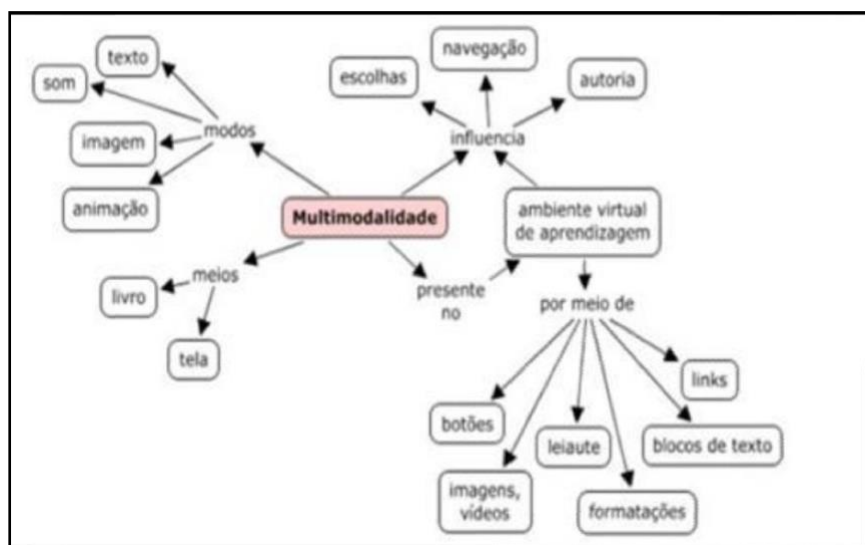 texto
som
modos
imagem
animação
navegação
escolhas
autoria
influencia
Multimodalidade
ambiente virtual
de aprendizagem
meios
livro
tela
presente
no
por meio de
links
botões
leiaute
blocos de texto
imagens,
vídeos
formatações